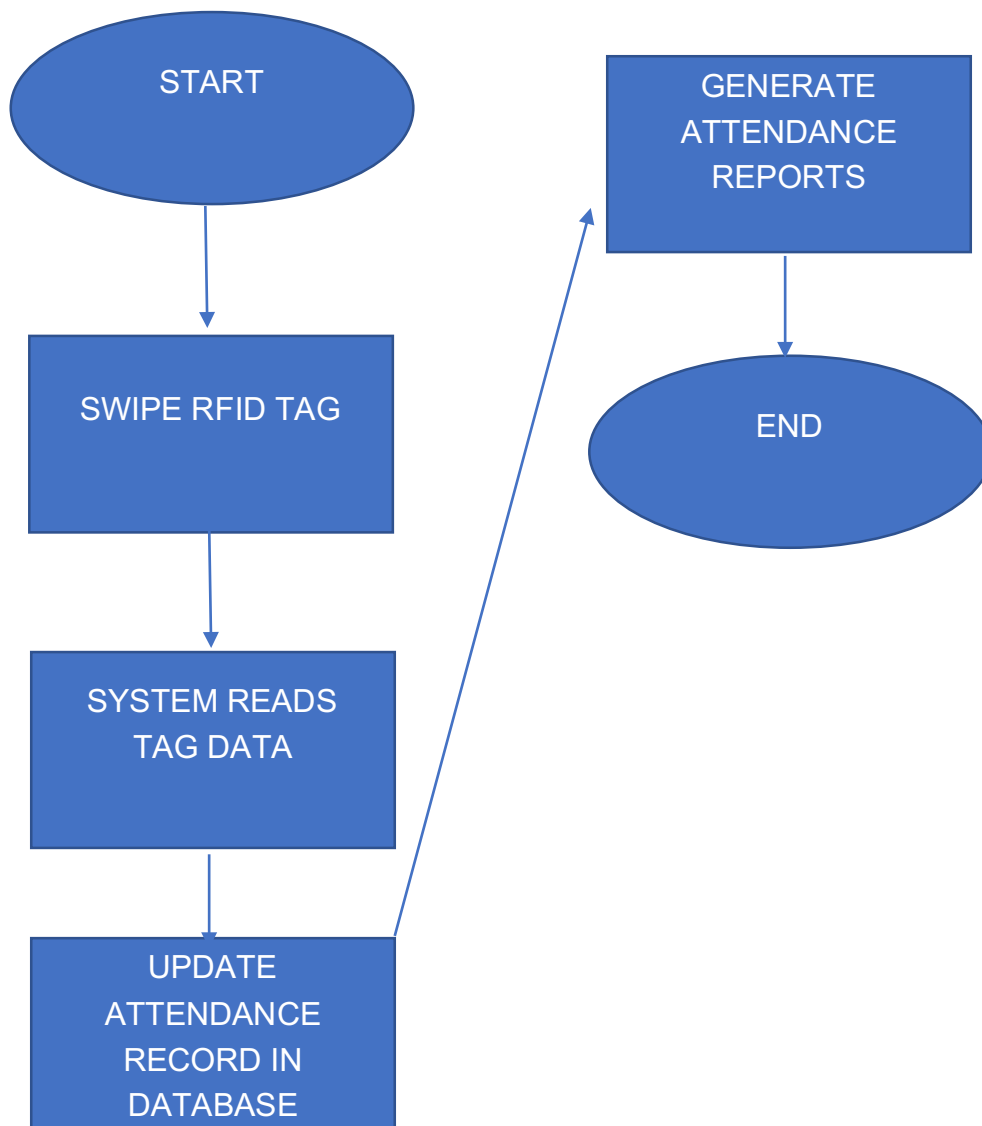 START
SWIPE RFID TAG
SYSTEM READS
TAG DATA
UPDATE
ATTENDANCE
RECORD IN
DATABASE
GENERATE
ATTENDANCE
REPORTS
END